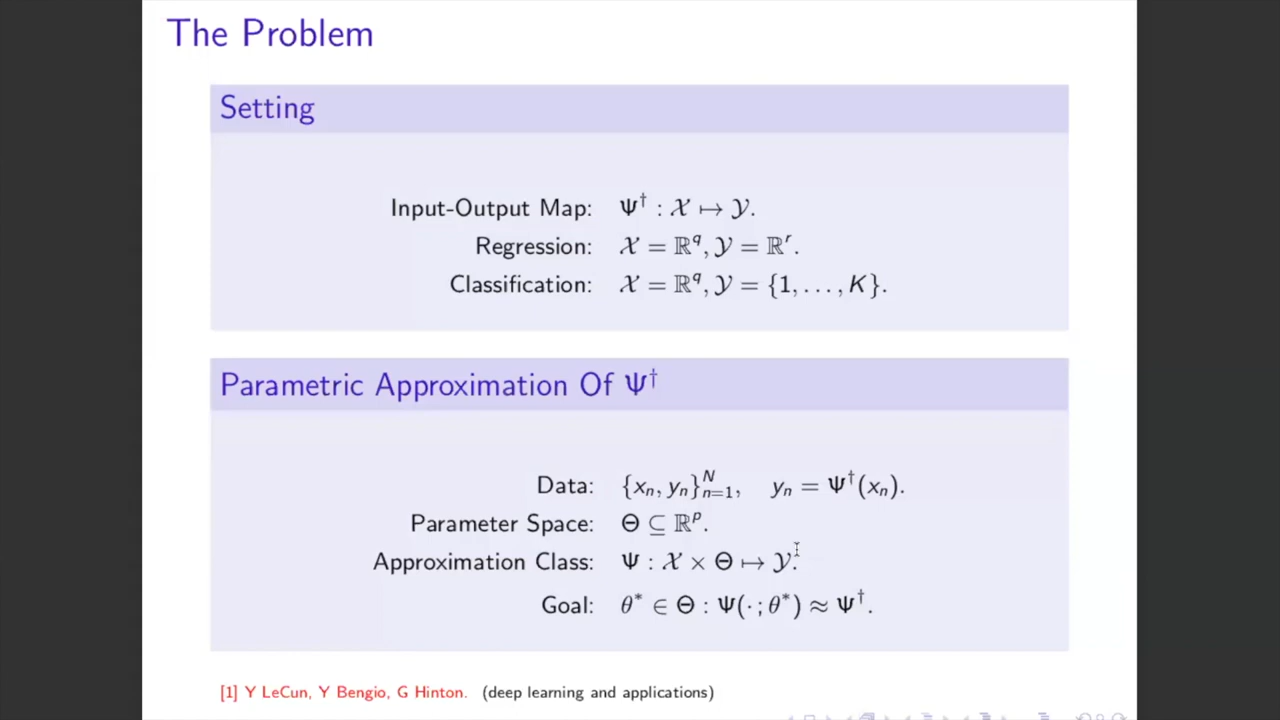 The Problem
Setting
Input-Output Map: Ψ† : 𝒳 ↦ 𝒴.
Regression: 𝒳 = ℝ^q, 𝒴 = ℝ^r.
Classification: 𝒳 = ℝ^q, 𝒴 = {1, . . . , K}.
Parametric Approximation Of Ψ†
Data: {x_n, y_n}_{n=1}^N, y_n = Ψ†(x_n).
Parameter Space: Θ ⊆ ℝ^p.
Approximation Class: Ψ : 𝒳 × Θ ↦ 𝒴.
Goal: θ* ∈ Θ : Ψ(· ; θ*) ≈ Ψ†.
[1] Y LeCun, Y Bengio, G Hinton. (deep learning and applications)